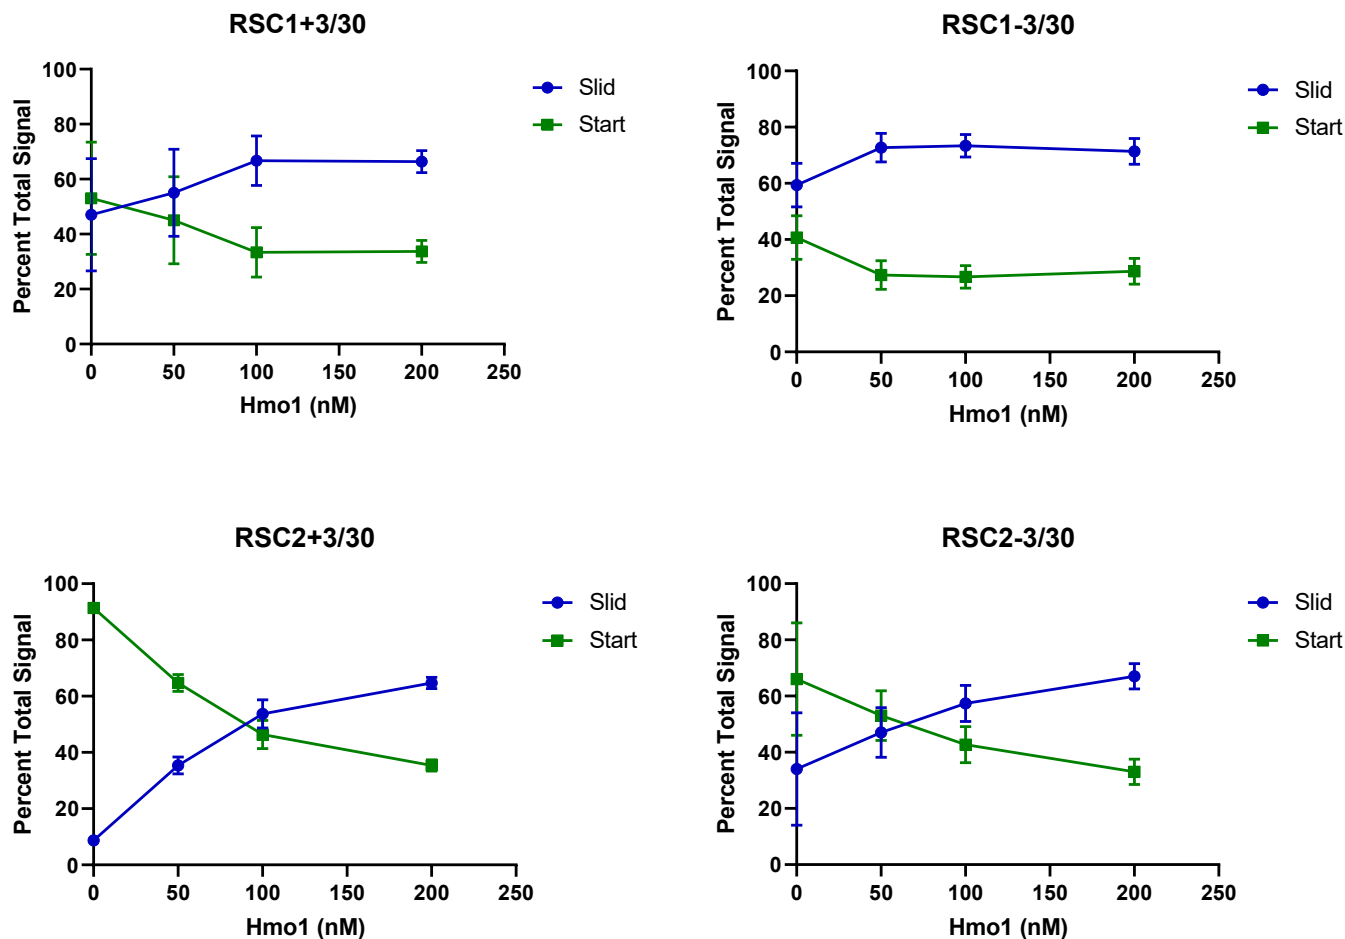 RSC1+3/30
Percent Total Signal
100
80
60
40
20
0
0 50 100 150 200 250
Hmo1 (nM)
Slid
Start
RSC1-3/30
Percent Total Signal
100
80
60
40
20
0
0 50 100 150 200 250
Hmo1 (nM)
Slid
Start
RSC2+3/30
Percent Total Signal
100
80
60
40
20
0
0 50 100 150 200 250
Hmo1 (nM)
Slid
Start
RSC2-3/30
Percent Total Signal
100
80
60
40
20
0
0 50 100 150 200 250
Hmo1 (nM)
Slid
Start